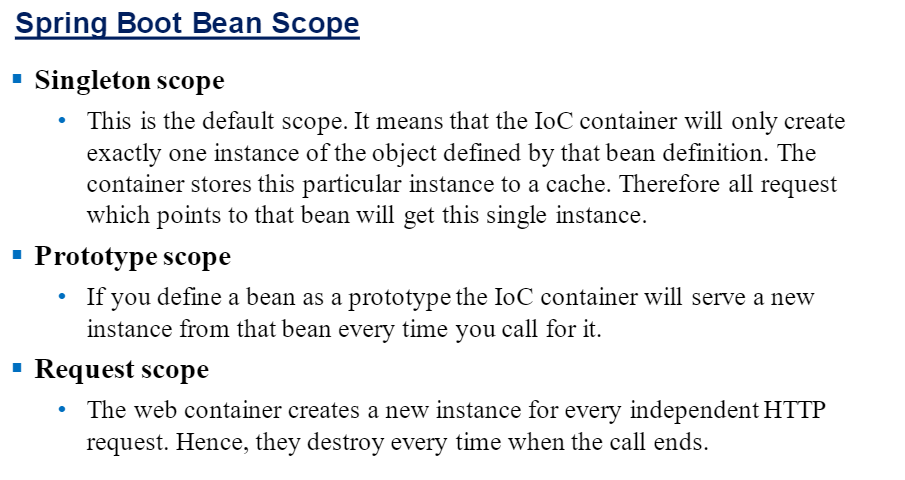 Spring Boot Bean Scope
▪ Singleton scope
• This is the default scope. It means that the IoC container will only create
exactly one instance of the object defined by that bean definition. The
container stores this particular instance to a cache. Therefore all request
which points to that bean will get this single instance.
▪ Prototype scope
• If you define a bean as a prototype the IoC container will serve a new
instance from that bean every time you call for it.
▪ Request scope
• The web container creates a new instance for every independent HTTP
request. Hence, they destroy every time when the call ends.